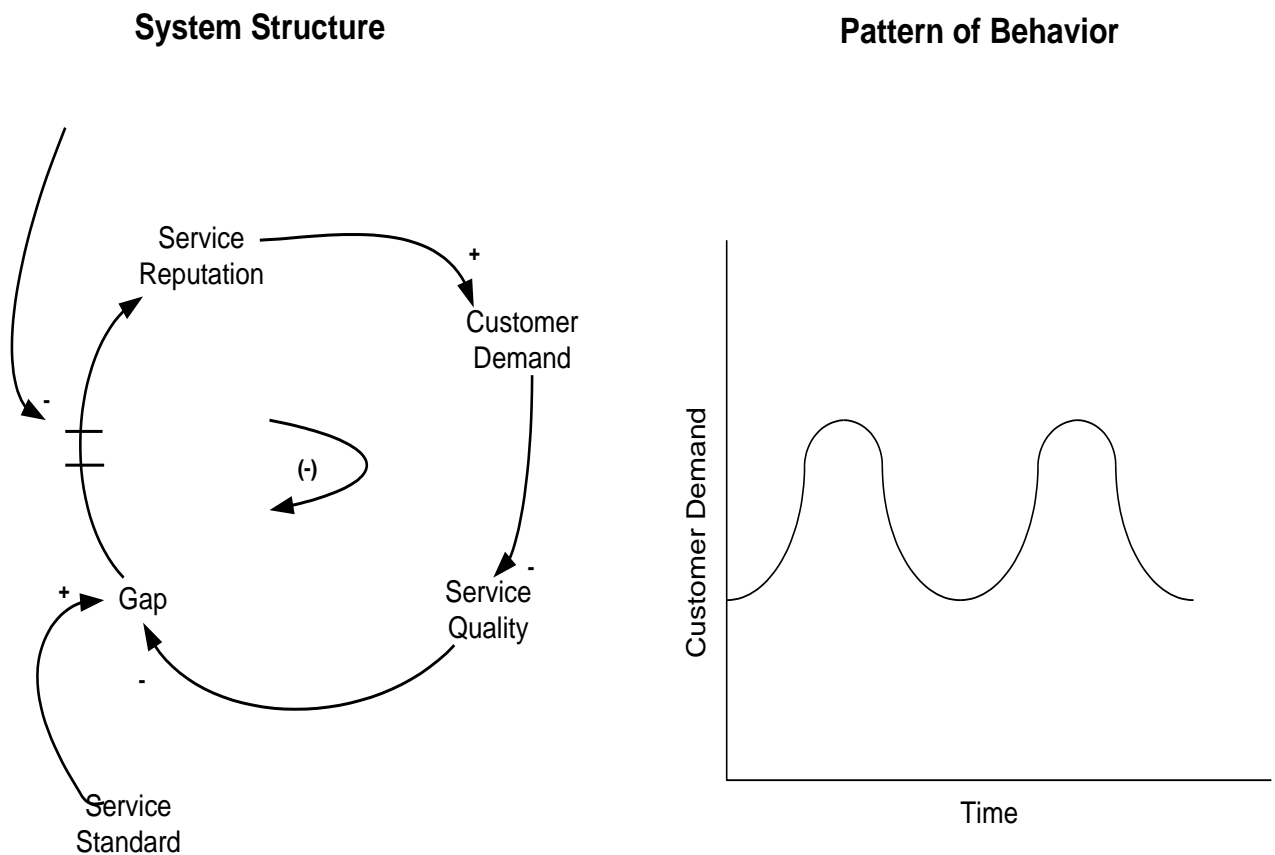 System Structure
Pattern of Behavior
Service
Reputation
+
Customer
Demand
-
(-)
-
Service
Quality
+
Gap
-
Service
Standard
Customer Demand
Time